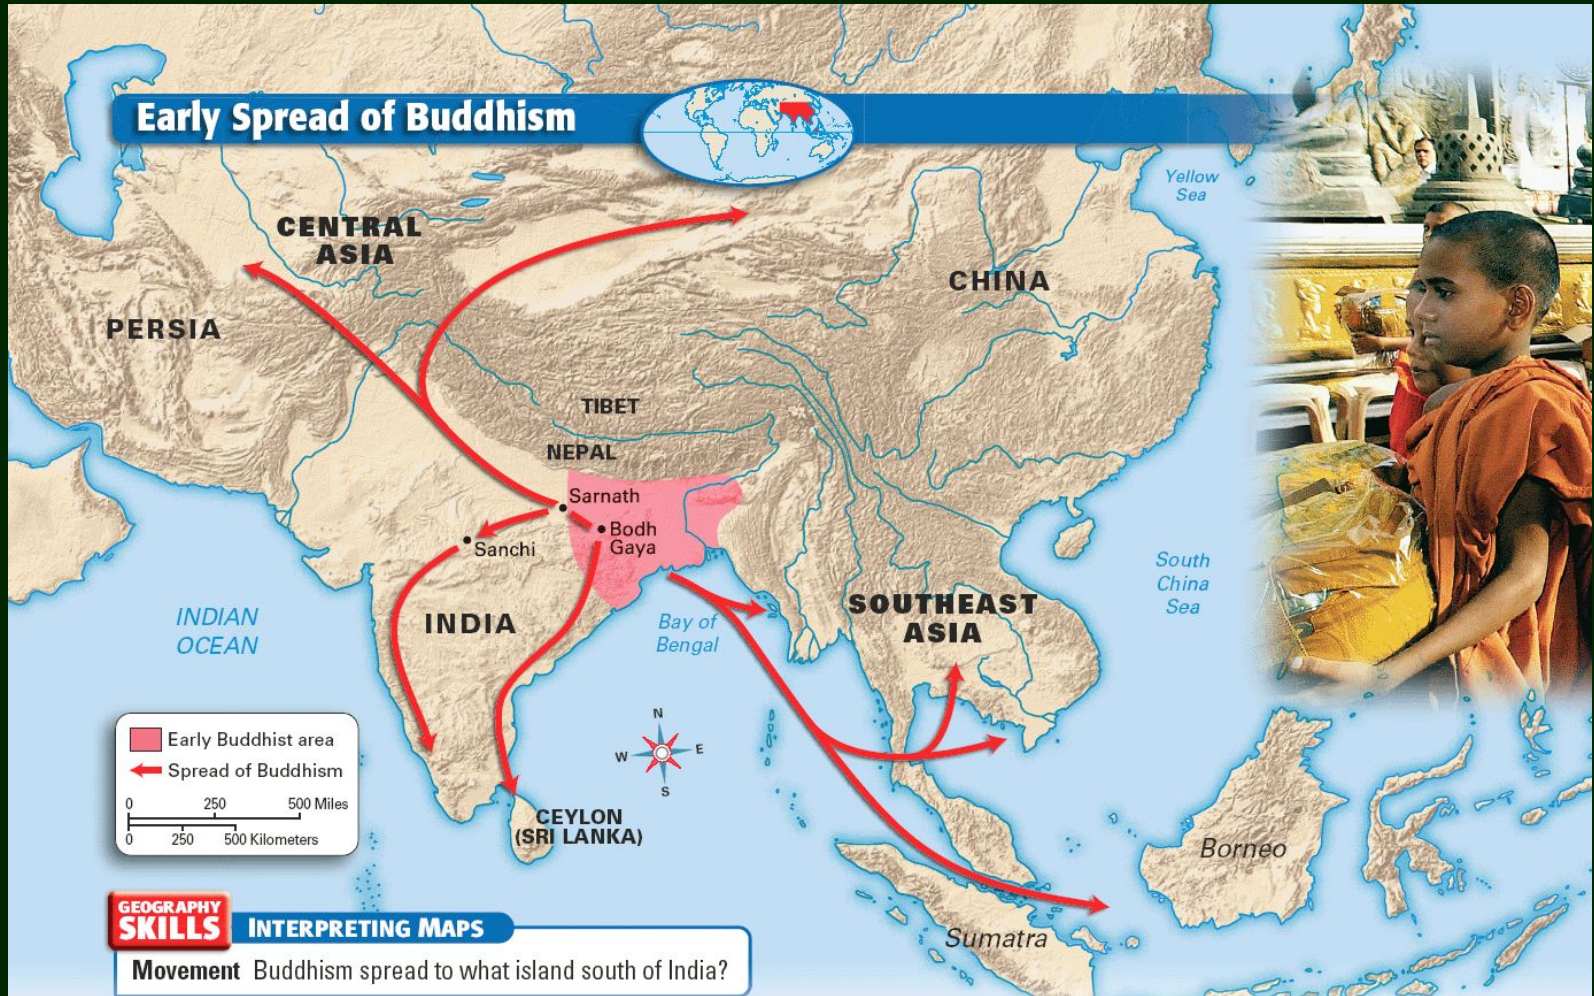 Early Spread of Buddhism
Yellow
Sea
CENTRAL
ASIA
CHINA
PERSIA
TIBET
NEPAL
Sarnath
Bodh
Gaya
Sanchi
South
China
Sea
SOUTHEAST
ASIA
INDIAN
OCEAN
INDIA
Bay of
Bengal
N
W E
S
Early Buddhist area
Spread of Buddhism
0 250 500 Miles
0 250 500 Kilometers
CEYLON
(SRI LANKA)
Borneo
Sumatra
GEOGRAPHY
SKILLS
INTERPRETING MAPS
Movement Buddhism spread to what island south of India?